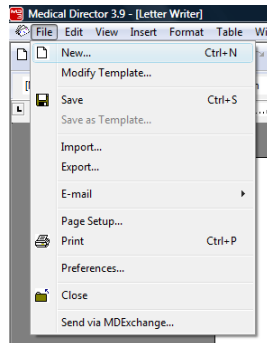 Medical Director 3.9 - [Letter Writer]
File Edit View Insert Format Table
New... Ctrl+N
Modify Template...
Save Ctrl+S
Save as Template...
Import...
Export...
E-mail
Page Setup...
Print Ctrl+P
Preferences...
Close
Send via MDExchange...